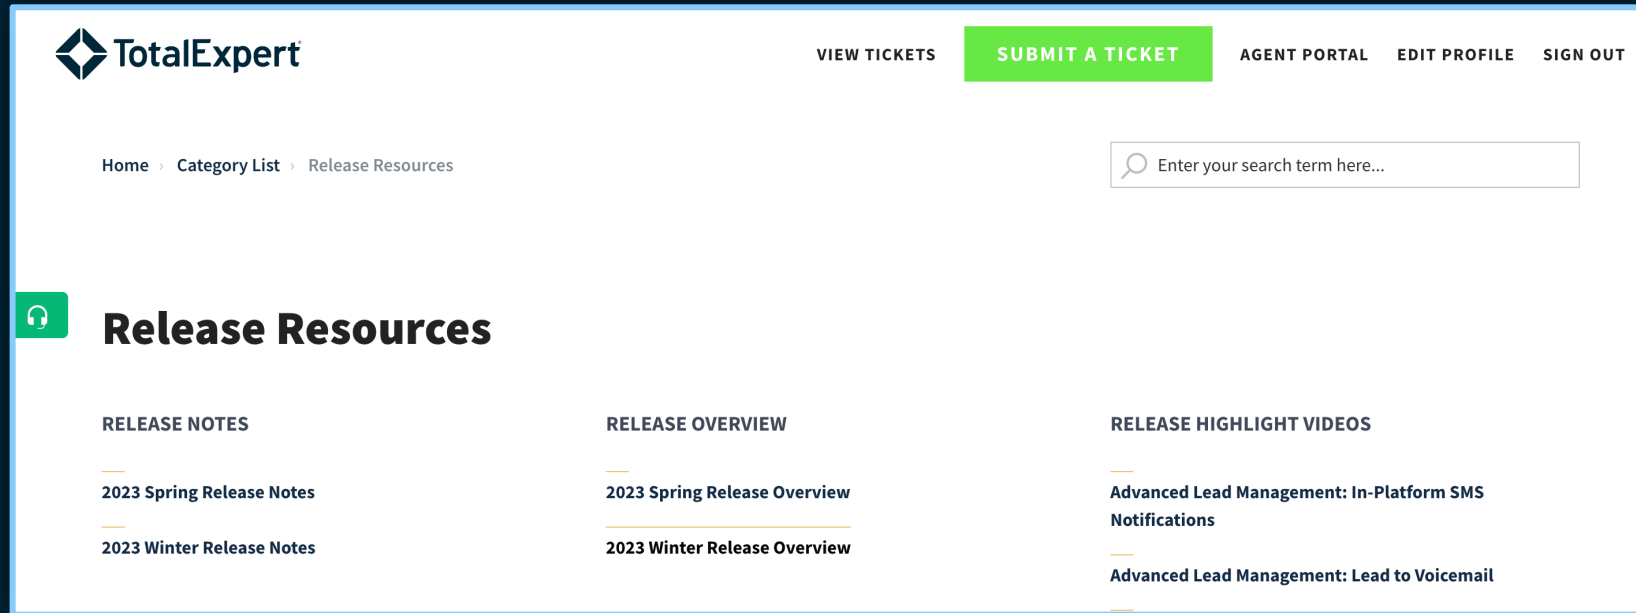 TotalExpert
VIEW TICKETS
SUBMIT A TICKET
AGENT PORTAL
EDIT PROFILE
SIGN OUT
Home › Category List › Release Resources
Enter your search term here...
Release Resources
RELEASE NOTES
2023 Spring Release Notes
2023 Winter Release Notes
RELEASE OVERVIEW
2023 Spring Release Overview
2023 Winter Release Overview
RELEASE HIGHLIGHT VIDEOS
Advanced Lead Management: In-Platform SMS
Notifications
Advanced Lead Management: Lead to Voicemail